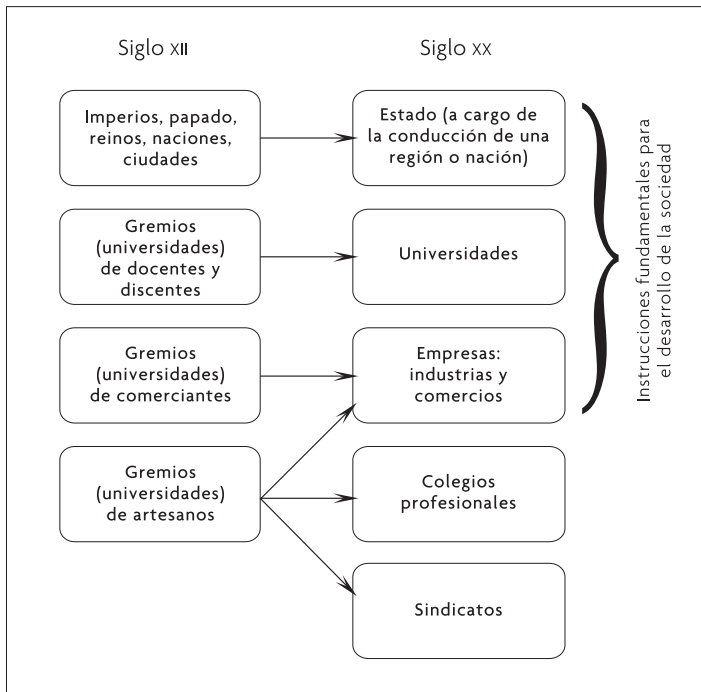 Siglo XII
Siglo XX
Imperios, papado,
reinos, naciones,
ciudades
Estado (a cargo de
la conducción de una
región o nación)
Gremios
(universidades)
de docentes y
discentes
Universidades
Gremios
(universidades)
de comerciantes
Empresas:
industrias y
comercios
Gremios
(universidades)
de artesanos
Colegios
profesionales
Sindicatos
Instrucciones fundamentales para
el desarrollo de la sociedad